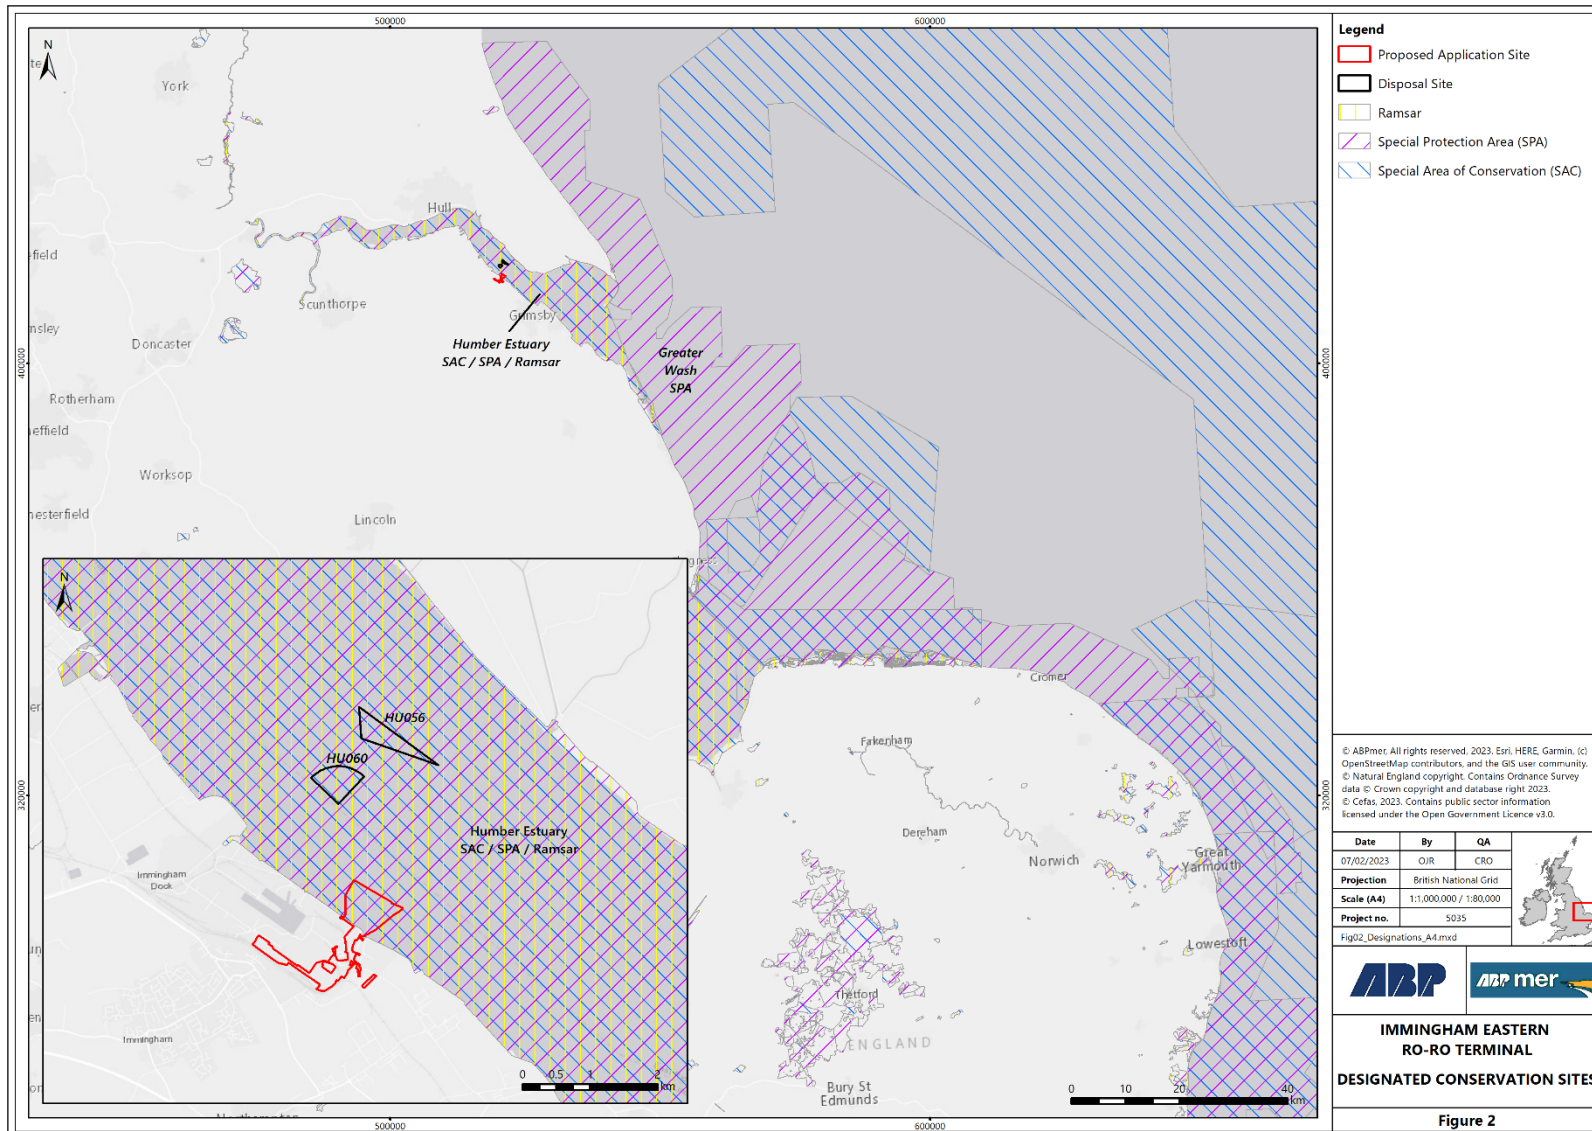 500000
600000
N
York
Hull
Scunthorpe
Grimsby
Humber Estuary
SAC / SPA / Ramsar
Doncaster
Greater
Wash
SPA
400000
400000
Rotherham
Worksop
Lincoln
N
HU056
HU060
Humber Estuary
SAC / SPA / Ramsar
Immingham
Dock
Immingham
0 0.5 1 2
km
Cromer
Fakenham
Dereham
Norwich
Great
Yarmouth
Lowestoft
Thetford
ENGLAND
Bury St
Edmunds
320000
320000
0 10 20 40
km
500000
600000
Legend
Proposed Application Site
Disposal Site
Ramsar
Special Protection Area (SPA)
Special Area of Conservation (SAC)
© ABPmer, All rights reserved, 2023. Esri, HERE, Garmin, (c)
OpenStreetMap contributors, and the GIS user community.
© Natural England copyright. Contains Ordnance Survey
data © Crown copyright and database right 2023.
© Cefas, 2023. Contains public sector information
licensed under the Open Government Licence v3.0.
Date By QA
07/02/2023 OJR CRO
Projection British National Grid
Scale (A4) 1:1,000,000 / 1:80,000
Project no. 5035
Fig02_Designations_A4.mxd
ABP
ABP mer
IMMINGHAM EASTERN
RO-RO TERMINAL
DESIGNATED CONSERVATION SITES
Figure 2